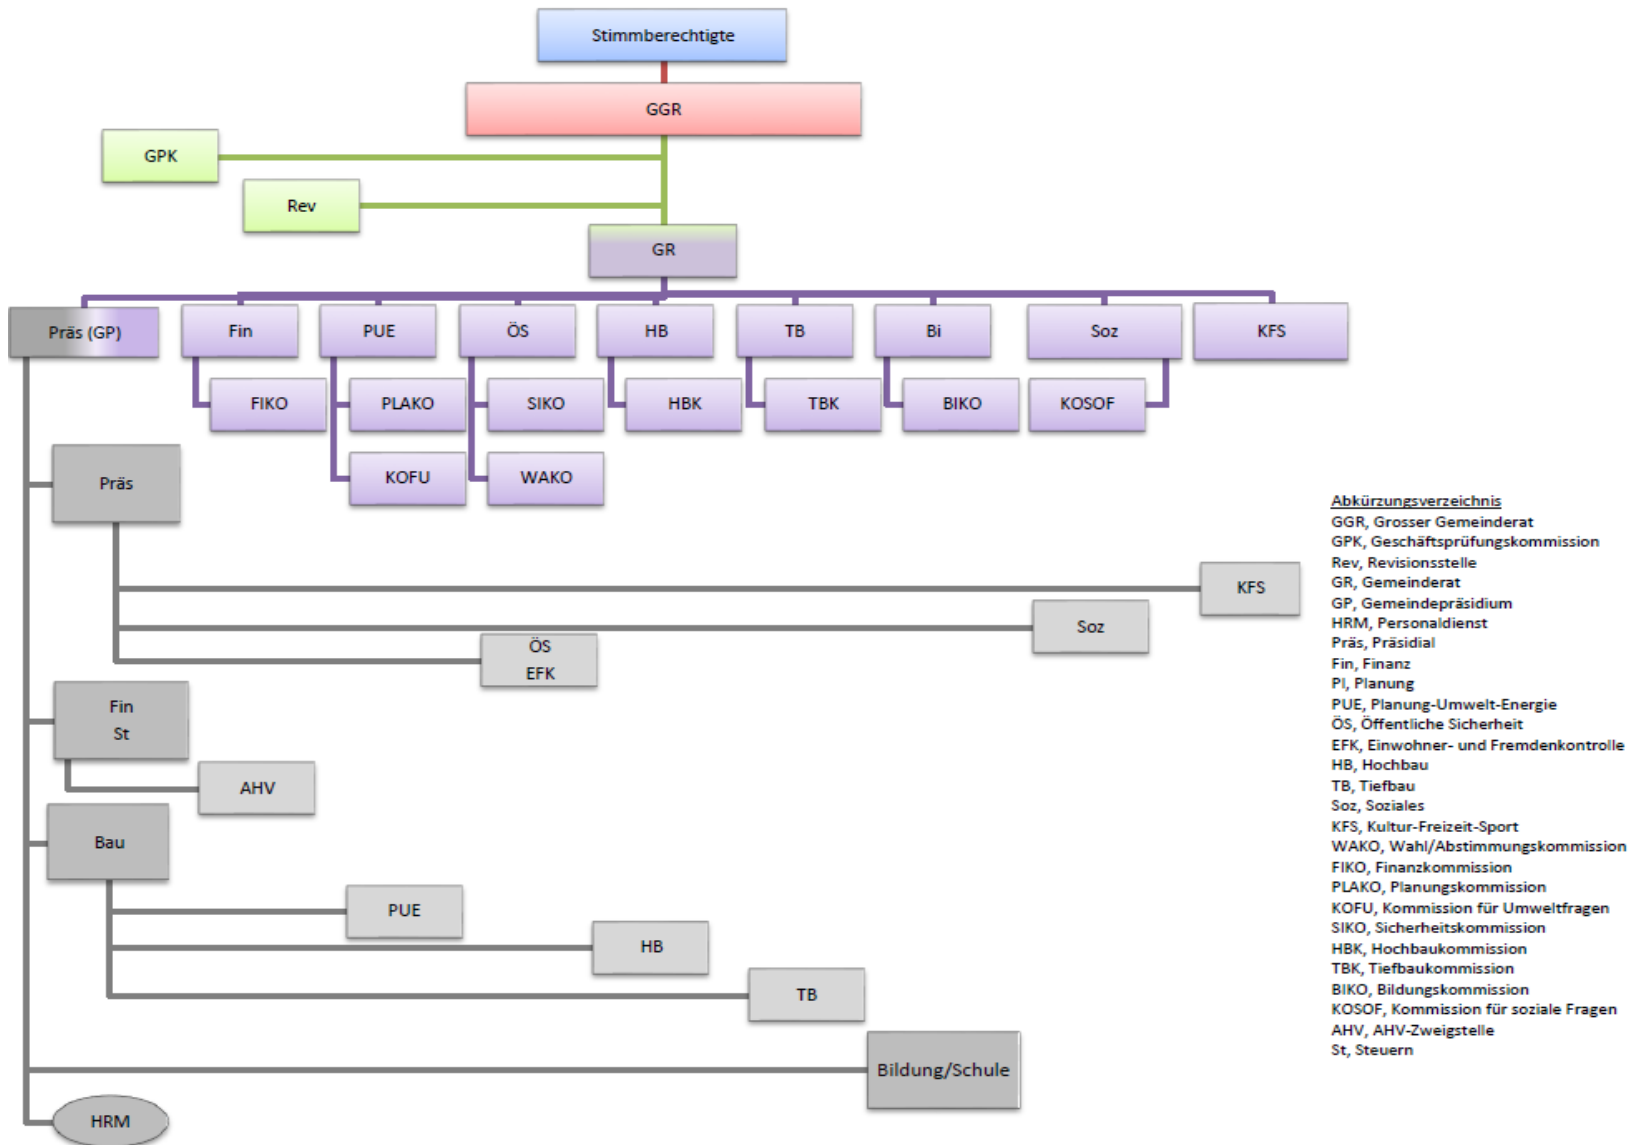 Stimmberechtigte
GGR
GPK
Rev
GR
Präs (GP)
Fin
PUE
ÖS
HB
TB
Bi
Soz
KFS
FIKO
PLAKO
SIKO
HBK
TBK
BIKO
KOSOF
KOFU
WAKO
Präs
KFS
Soz
ÖS
EFK
Fin
St
AHV
Bau
PUE
HB
TB
Bildung/Schule
HRM
Abkürzungsverzeichnis
GGR, Grosser Gemeinderat
GPK, Geschäftsprüfungskommission
Rev, Revisionsstelle
GR, Gemeinderat
GP, Gemeindepräsidium
HRM, Personaldienst
Präs, Präsidial
Fin, Finanz
Pl, Planung
PUE, Planung-Umwelt-Energie
ÖS, Öffentliche Sicherheit
EFK, Einwohner- und Fremdenkontrolle
HB, Hochbau
TB, Tiefbau
Soz, Soziales
KFS, Kultur-Freizeit-Sport
WAKO, Wahl/Abstimmungskommission
FIKO, Finanzkommission
PLAKO, Planungskommission
KOFU, Kommission für Umweltfragen
SIKO, Sicherheitskommission
HBK, Hochbaukommission
TBK, Tiefbaukommission
BIKO, Bildungskommission
KOSOF, Kommission für soziale Fragen
AHV, AHV-Zweigstelle
St, Steuern